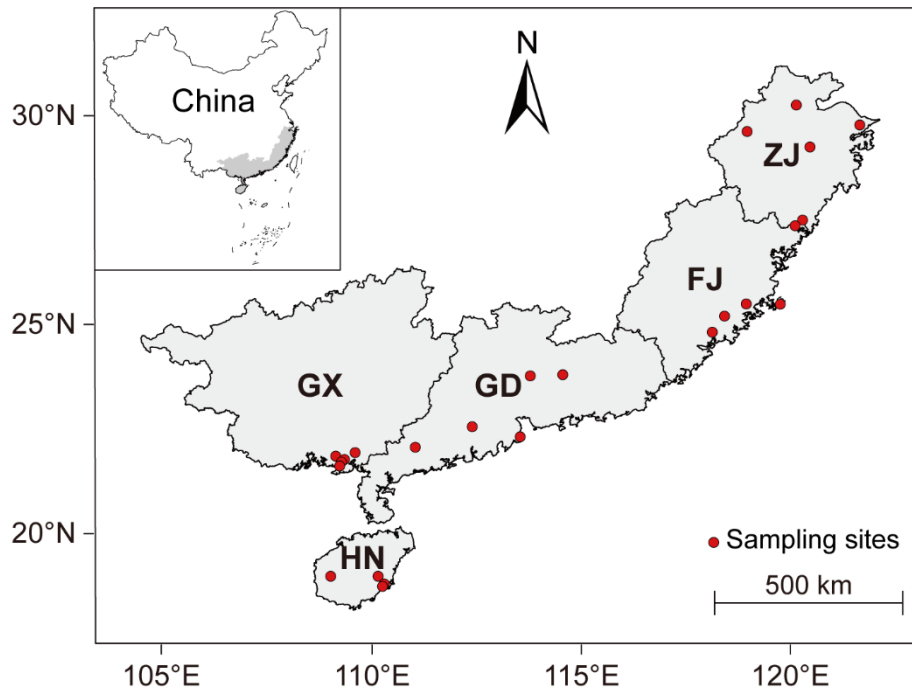 China
N
30°N
ZJ
FJ
25°N
GX
GD
20°N
HN
Sampling sites
500 km
105°E
110°E
115°E
120°E